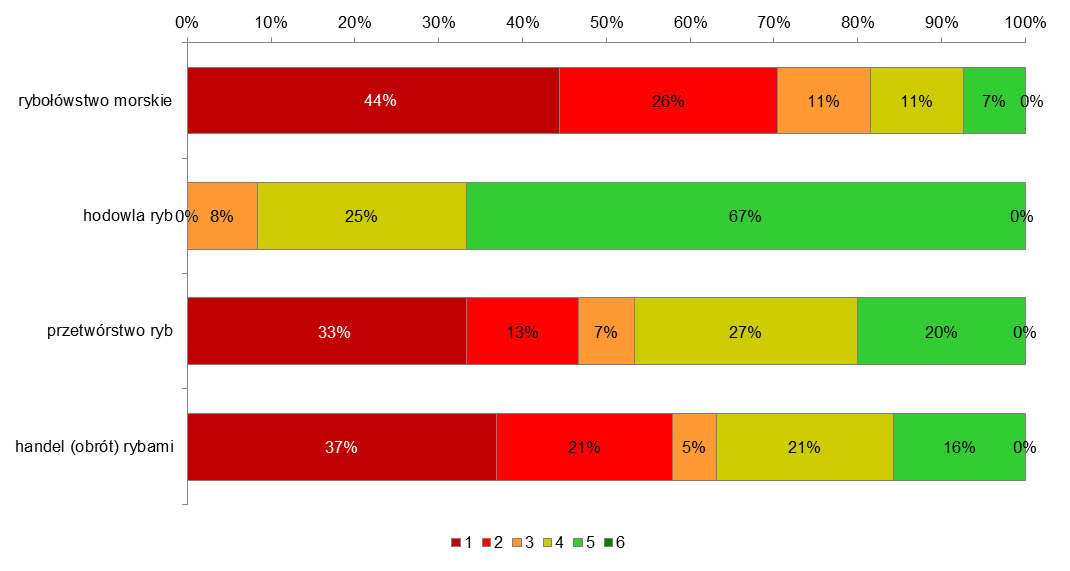 0% 10% 20% 30% 40% 50% 60% 70% 80% 90% 100%
rybołówstwo morskie 44% 26% 11% 11% 7% 0%
hodowla ryb 0% 8% 25% 67% 0%
przetwórstwo ryb 33% 13% 7% 27% 20% 0%
handel (obrót) rybami 37% 21% 5% 21% 16% 0%
1 2 3 4 5 6